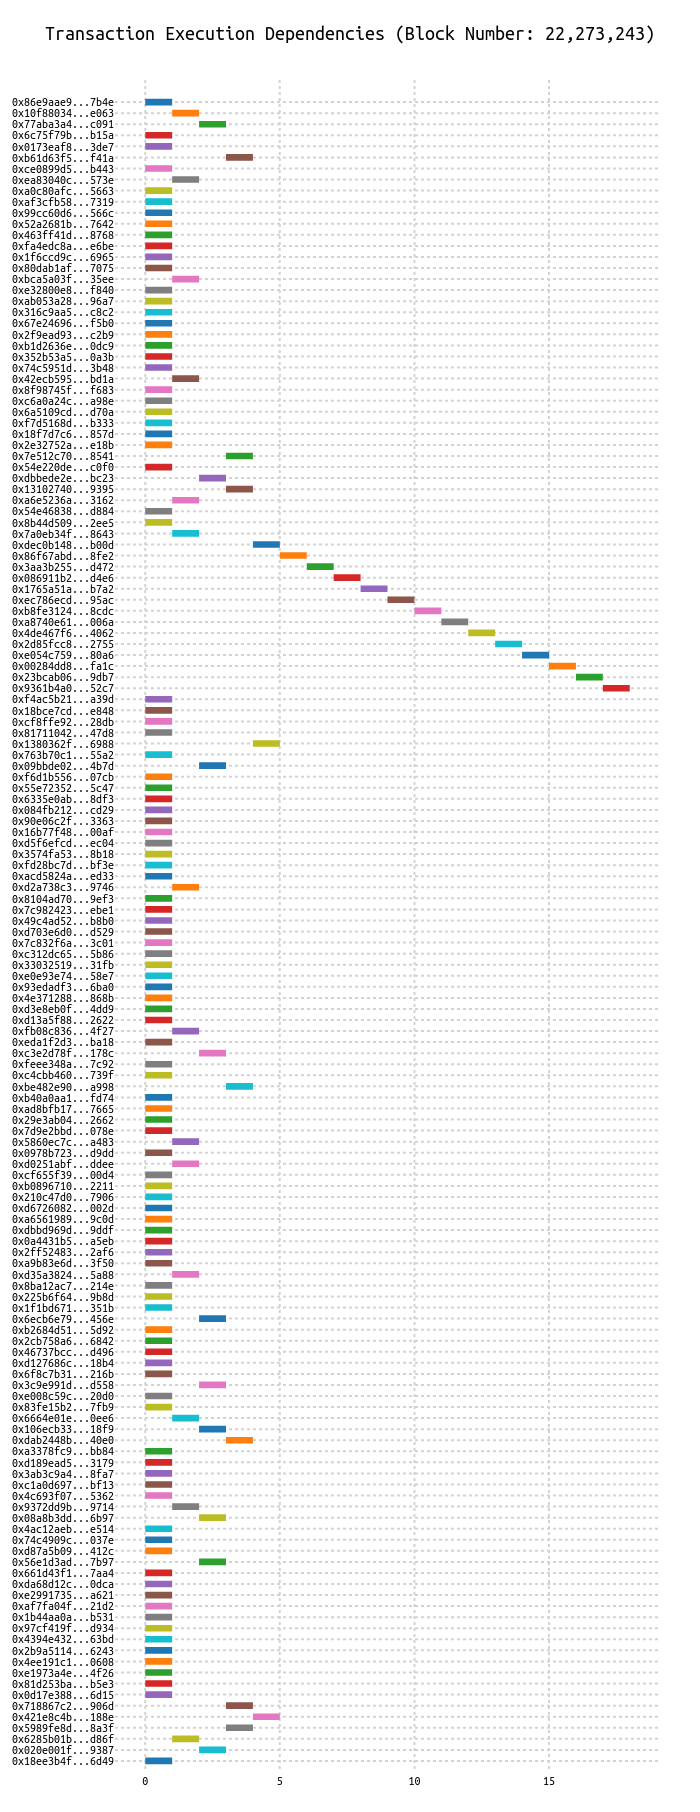 Transaction Execution Dependencies (Block Number: 22,273,243)
0x86e9aae9...7b4e
0x10f88034...e063
0x77aba3a4...c091
0x6c75f79b...b15a
0x0173eaf8...3de7
0xb61d63f5...f41a
0xce0899d5...b443
0xea83040c...573e
0xa0c80afc...5663
0xaf3cfb58...7319
0x99cc60d6...566c
0x52a2681b...7642
0x463ff41d...8768
0xfa4edc8a...e6be
0x1f6ccd9c...6965
0x80dab1af...7075
0xbca5a03f...35ee
0xe32800e8...f840
0xab053a28...96a7
0x316c9aa5...c8c2
0x67e24696...f5b0
0x2f9ead93...c2b9
0xb1d2636e...0dc9
0x352b53a5...0a3b
0x74c5951d...3b48
0x42ecb595...bd1a
0x8f98745f...f683
0xc6a0a24c...a98e
0x6a5109cd...d70a
0xf7d5168d...b333
0x18f7d7c6...857d
0x2e32752a...e18b
0x7e512c70...8541
0x54e220de...c0f0
0xdbbede2e...bc23
0x13102740...9395
0xa6e5236a...3162
0x54e46838...d884
0x8b44d509...2ee5
0x7a0eb34f...8643
0xdec0b148...b00d
0x86f67abd...8fe2
0x3aa3b255...d472
0x086911b2...d4e6
0x1765a51a...b7a2
0xec786ecd...95ac
0xb8fe3124...8cdc
0xa8740e61...006a
0x4de467f6...4062
0x2d85fcc8...2755
0xe054c759...80a6
0x00284dd8...fa1c
0x23bcab06...9db7
0x9361b4a0...52c7
0xf4ac5b21...a39d
0x18bce7cd...e848
0xcf8ffe92...28db
0x81711042...47d8
0x1380362f...6988
0x763b70c1...55a2
0x09bbde02...4b7d
0xf6d1b556...07cb
0x55e72352...5c47
0x6335e0ab...8df3
0x084fb212...cd29
0x90e06c2f...3363
0x16b77f48...00af
0xd5f6efcd...ec04
0x3574fa53...8b18
0xfd28bc7d...bf3e
0xacd5824a...ed33
0xd2a738c3...9746
0x8104ad70...9ef3
0x7c982423...ebe1
0x49c4ad52...b8b0
0xd703e6d0...d529
0x7c832f6a...3c01
0xc312dc65...5b86
0x33032519...31fb
0xe0e93e74...58e7
0x93edadf3...6ba0
0x4e371288...868b
0xd3e8eb0f...4dd9
0xd13a5f88...2622
0xfb08c836...4f27
0xeda1f2d3...ba18
0xc3e2d78f...178c
0xfeee348a...7c92
0xc4cbb460...739f
0xbe482e90...a998
0xb40a0aa1...fd74
0xad8bfb17...7665
0x29e3ab04...2662
0x7d9e2bbd...078e
0x5860ec7c...a483
0x0978b723...d9dd
0xd0251abf...ddee
0xcf655f39...00d4
0xb0896710...2211
0x210c47d0...7906
0xd6726082...002d
0xa6561989...9c0d
0xdbbd969d...9ddf
0x0a4431b5...a5eb
0x2ff52483...2af6
0xa9b83e6d...3f50
0xd35a3824...5a88
0x8ba12ac7...214e
0x225b6f64...9b8d
0x1f1bd671...351b
0x6ecb6e79...456e
0xb2684d51...5d92
0x2cb758a6...6842
0x46737bcc...d496
0xd127686c...18b4
0x6f8c7b31...216b
0x3c9e991d...d558
0xe008c59c...20d0
0x83fe15b2...7fb9
0x6664e01e...0ee6
0x106ecb33...18f9
0xdab2448b...40e0
0xa3378fc9...bb84
0xd189ead5...3179
0x3ab3c9a4...8fa7
0xc1a0d697...bf13
0x4c693f07...5362
0x9372dd9b...9714
0x08a8b3dd...6b97
0x4ac12aeb...e514
0x74c4909c...037e
0xd87a5b09...412c
0x56e1d3ad...7b97
0x661d43f1...7aa4
0xda68d12c...0dca
0xe2991735...a621
0xaf7fa04f...21d2
0x1b44aa0a...b531
0x97cf419f...d934
0x4394e432...63bd
0x2b9a5114...6243
0x4ee191c1...0608
0xe1973a4e...4f26
0x81d253ba...b5e3
0x0d17e388...6d15
0x718867c2...906d
0x421e8c4b...188e
0x5989fe8d...8a3f
0x6285b01b...d86f
0x020e001f...9387
0x18ee3b4f...6d49
0 5 10 15